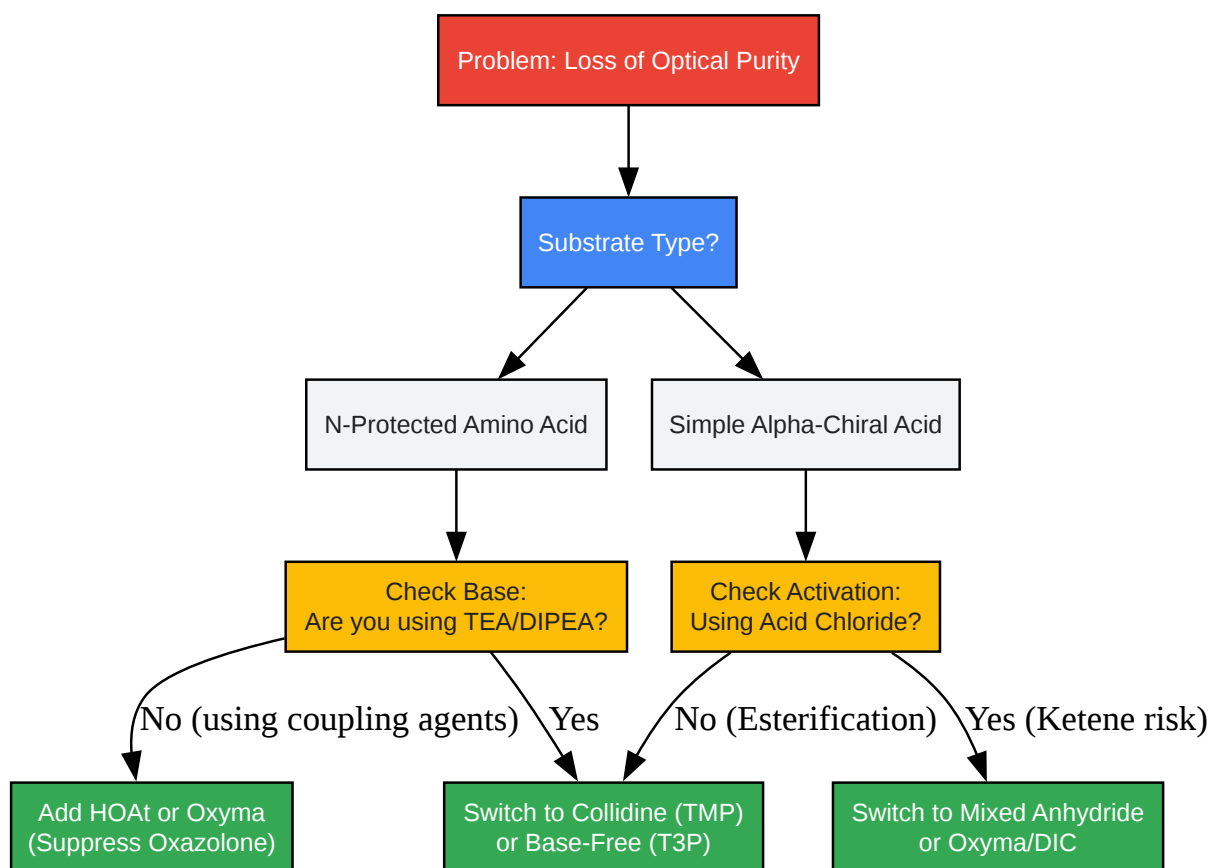 Problem: Loss of Optical Purity
Substrate Type?
N-Protected Amino Acid
Simple Alpha-Chiral Acid
Check Base:
Are you using TEA/DIPEA?
Check Activation:
Using Acid Chloride?
No (using coupling agents)
Yes
No (Esterification)
Yes (Ketene risk)
Add HOAt or Oxyma
(Suppress Oxazolone)
Switch to Collidine (TMP)
or Base-Free (T3P)
Switch to Mixed Anhydride
or Oxyma/DIC